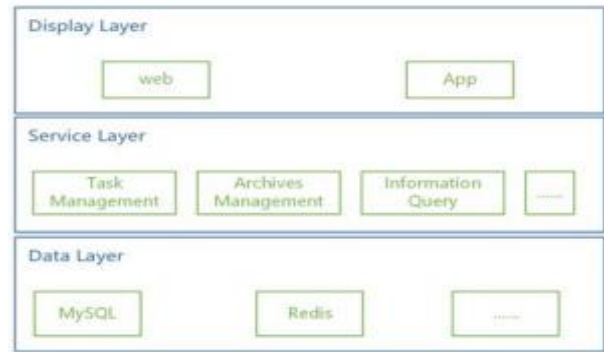 Display Layer
web App
Service Layer
Task Management Archives Management Information Query ......
Data Layer
MySQL Redis ......